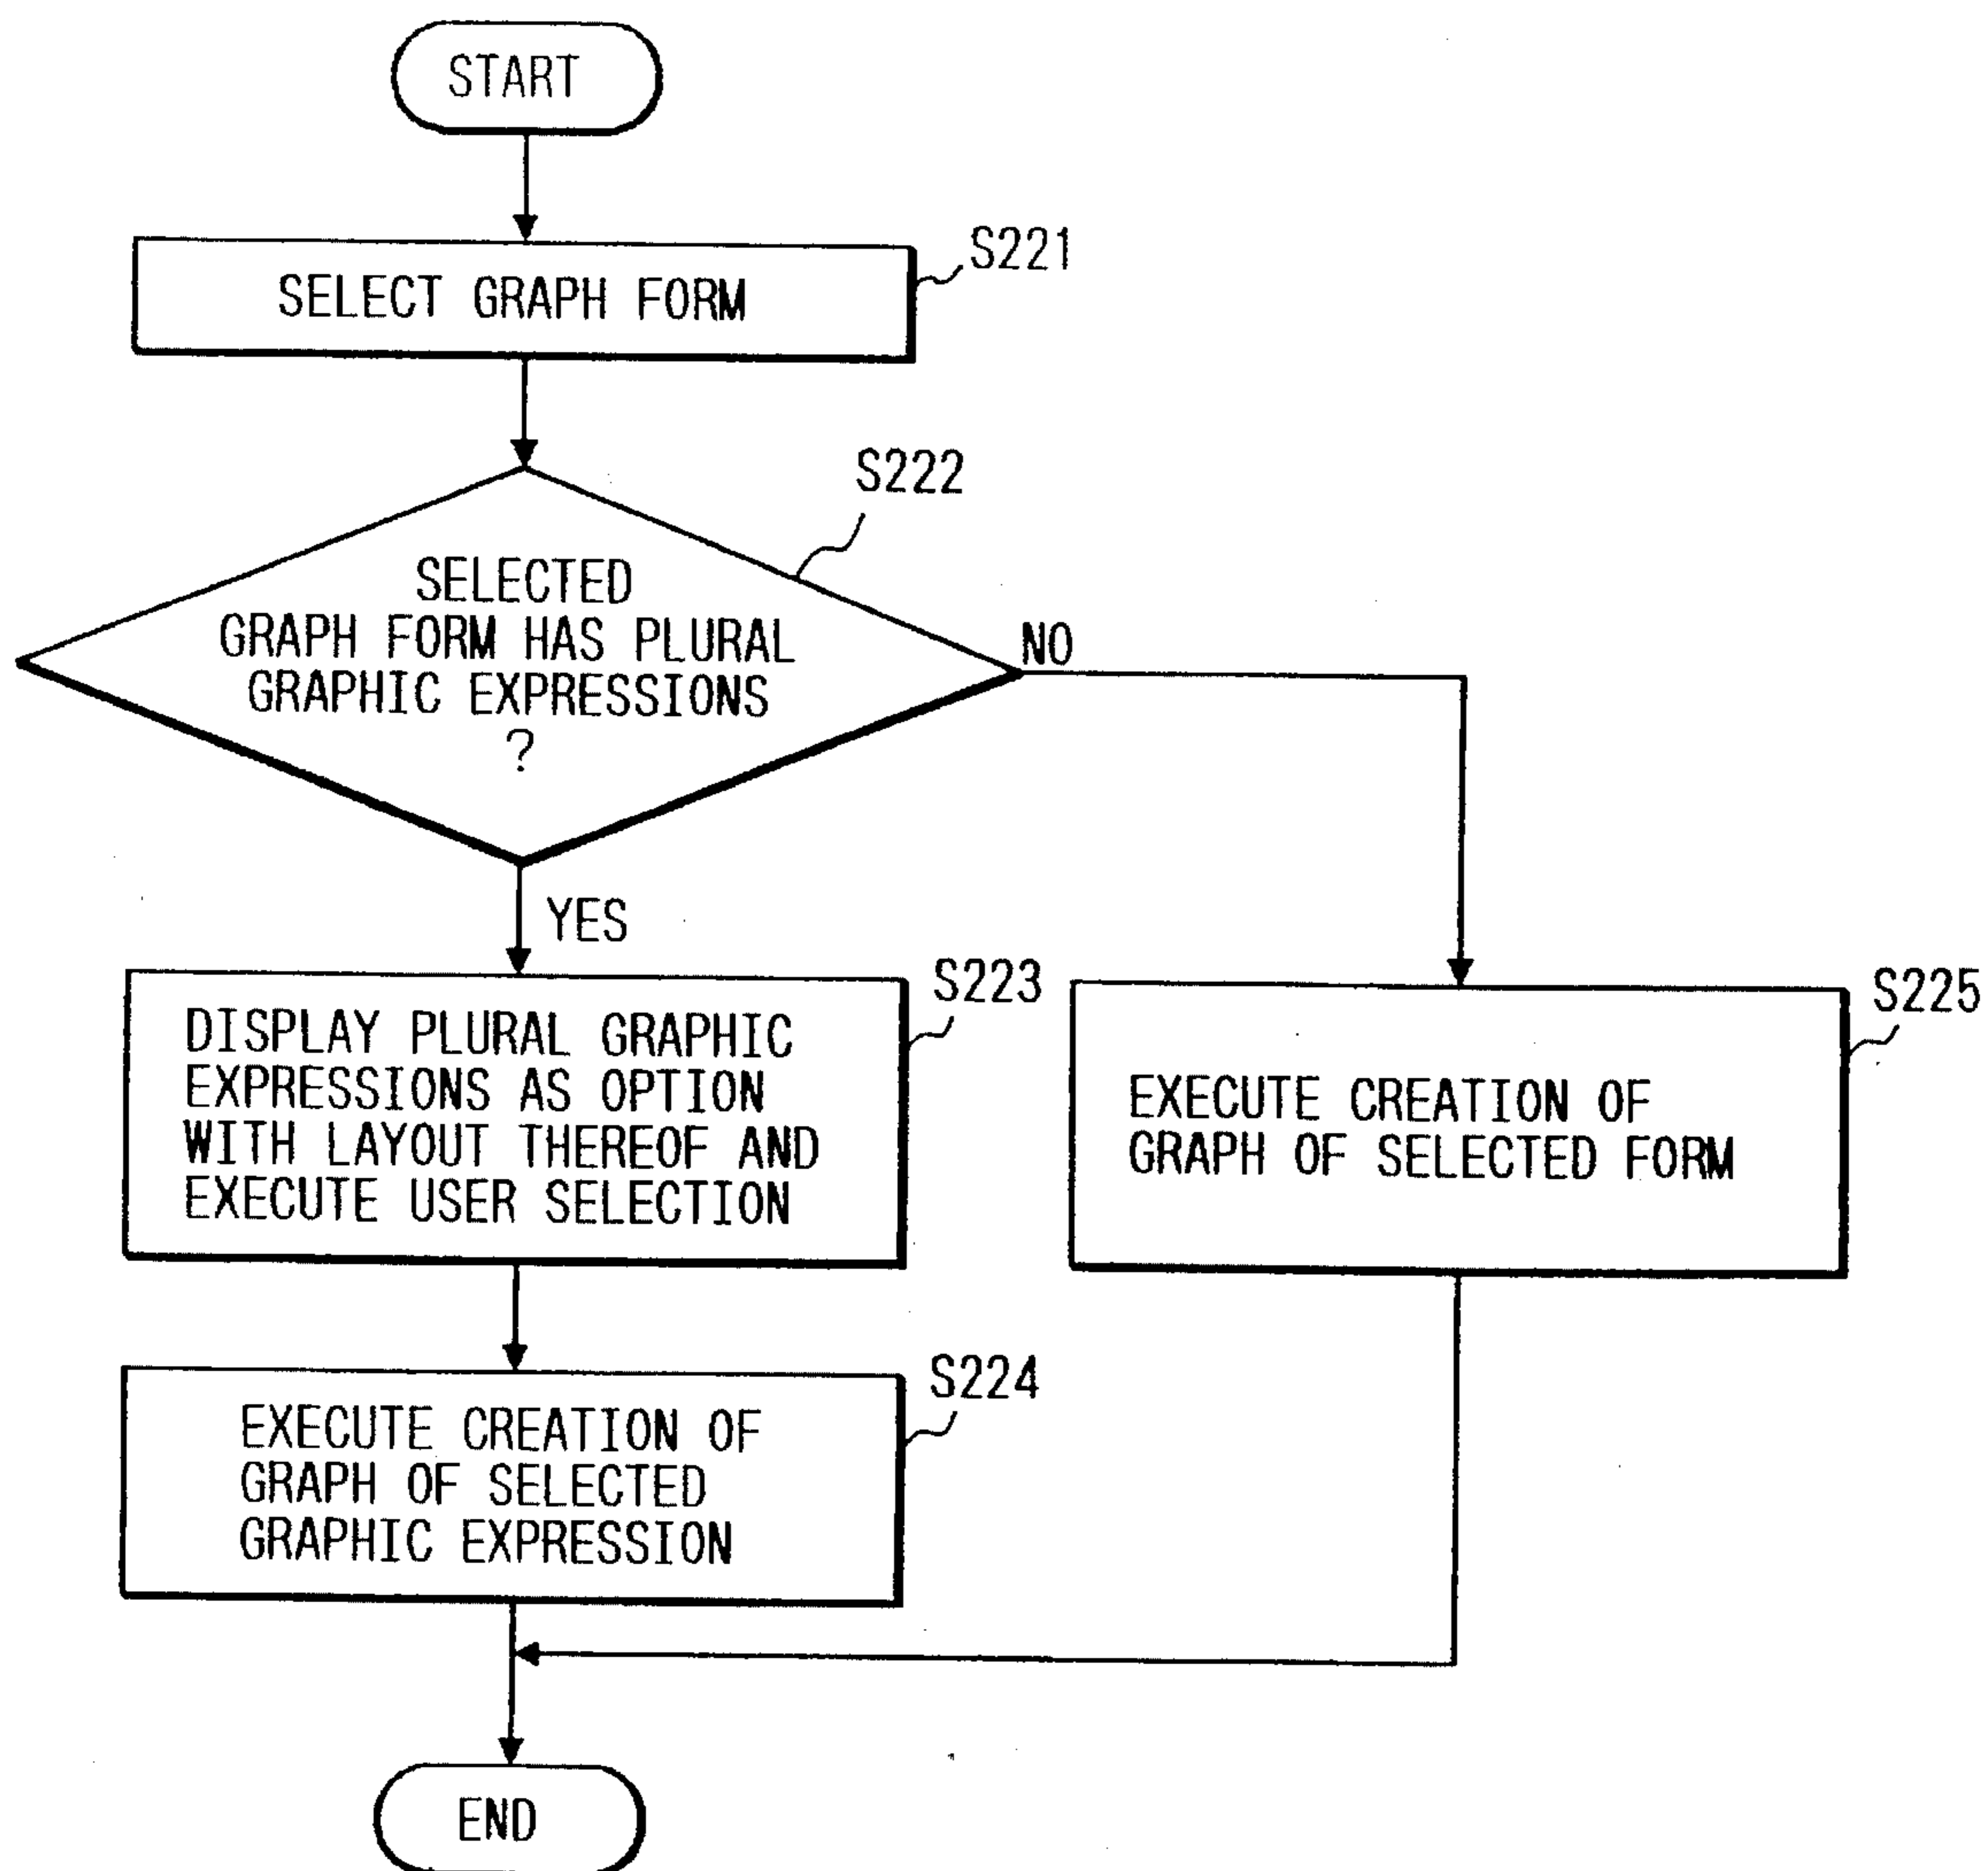 START
S221
SELECT GRAPH FORM
S222
SELECTED
GRAPH FORM HAS PLURAL
GRAPHIC EXPRESSIONS
?
NO
YES
S223
DISPLAY PLURAL GRAPHIC
EXPRESSIONS AS OPTION
WITH LAYOUT THEREOF AND
EXECUTE USER SELECTION
S225
EXECUTE CREATION OF
GRAPH OF SELECTED FORM
S224
EXECUTE CREATION OF
GRAPH OF SELECTED
GRAPHIC EXPRESSION
END